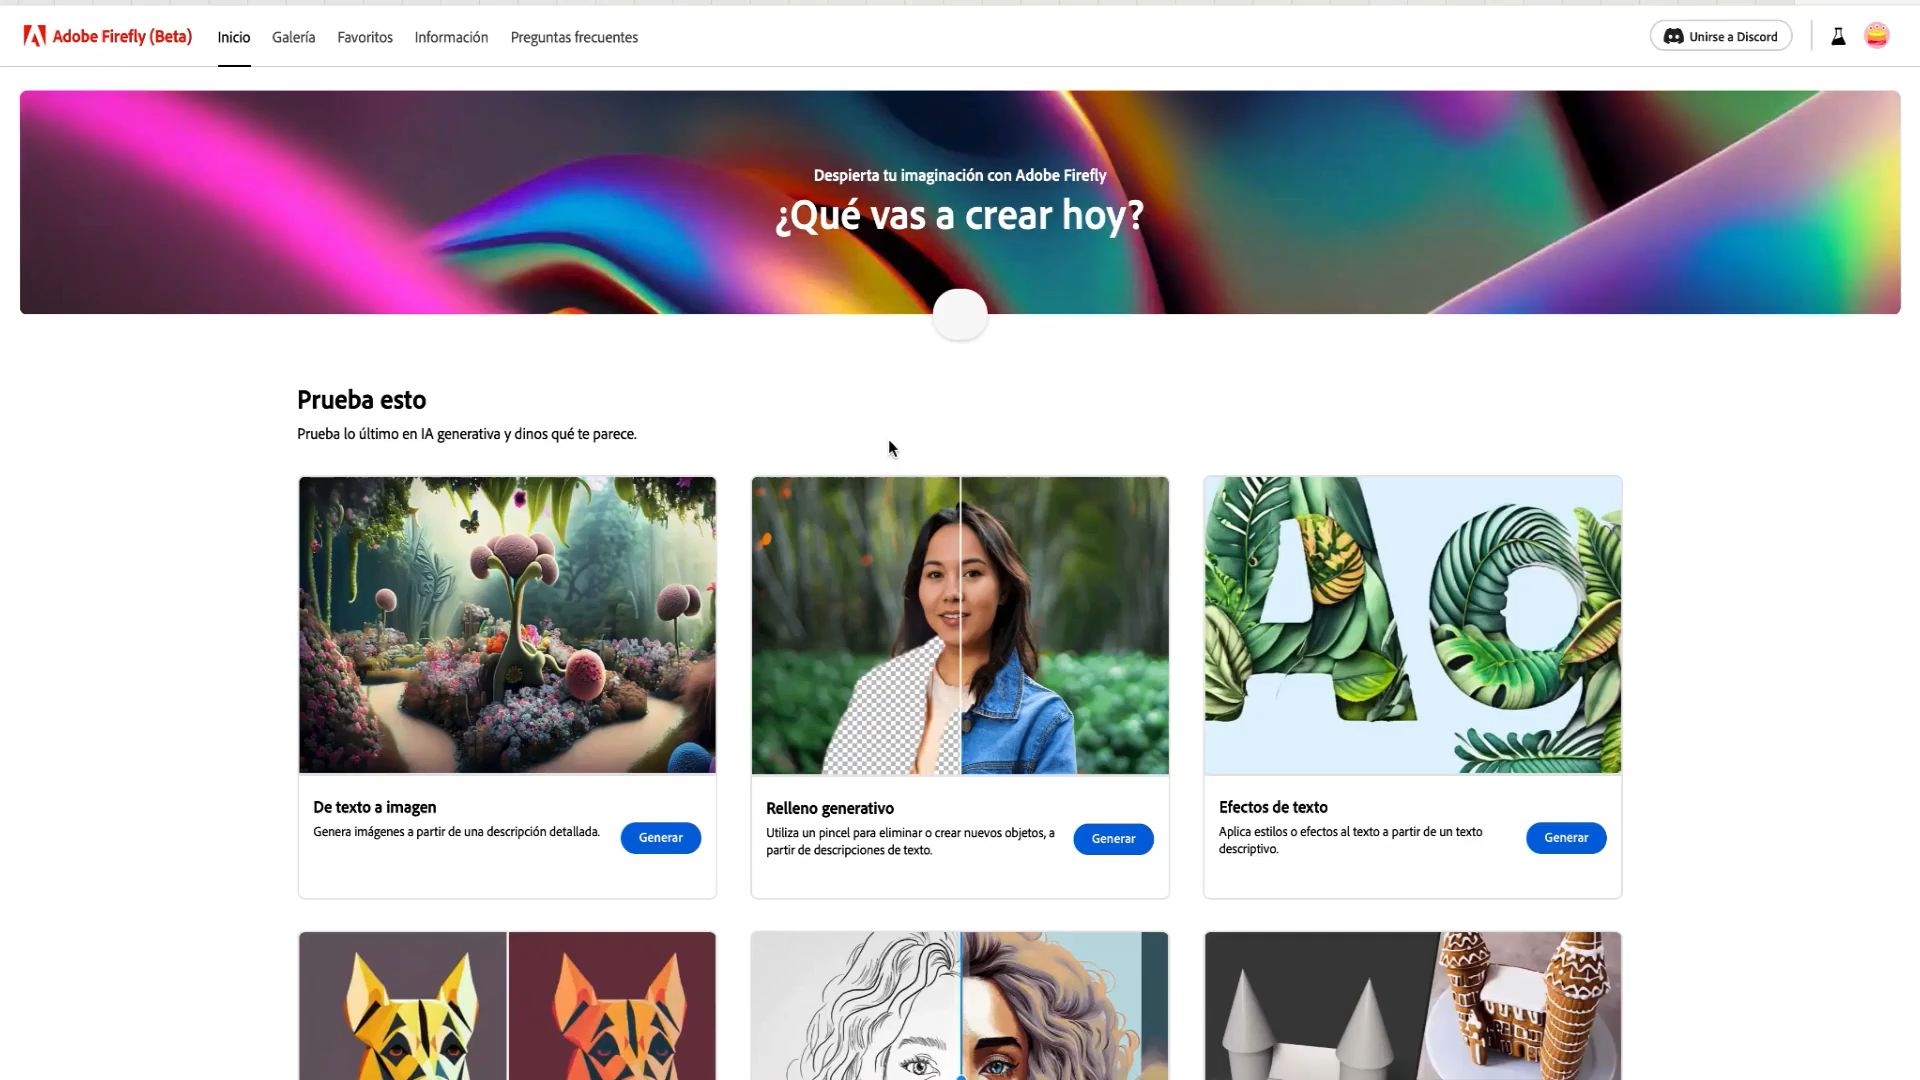 Adobe Firefly (Beta)
Inicio
Galería
Favoritos
Información
Preguntas frecuentes
Unirse a Discord
Despierta tu imaginación con Adobe Firefly
¿Qué vas a crear hoy?
Prueba esto
Prueba lo último en IA generativa y dinos qué te parece.
Ag
De texto a imagen
Genera imágenes a partir de una descripción detallada.
Generar
Relleno generativo
Utiliza un pincel para eliminar o crear nuevos objetos, a
partir de descripciones de texto.
Generar
Efectos de texto
Aplica estilos o efectos al texto a partir de un texto
descriptivo.
Generar